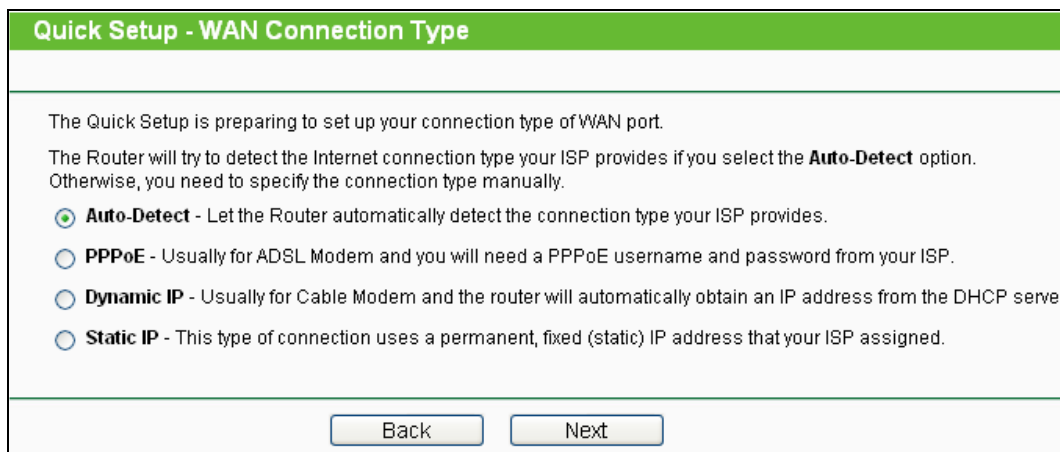 Quick Setup - WAN Connection Type
The Quick Setup is preparing to set up your connection type of WAN port.
The Router will try to detect the Internet connection type your ISP provides if you select the Auto-Detect option.
Otherwise, you need to specify the connection type manually.
Auto-Detect - Let the Router automatically detect the connection type your ISP provides.
PPPoE - Usually for ADSL Modem and you will need a PPPoE username and password from your ISP.
Dynamic IP - Usually for Cable Modem and the router will automatically obtain an IP address from the DHCP serve
Static IP - This type of connection uses a permanent, fixed (static) IP address that your ISP assigned.
Back Next